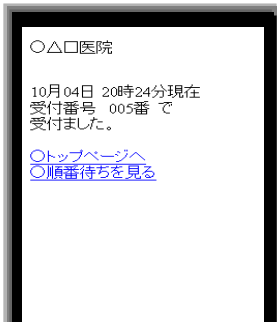 ○△□医院
10月04日 20時24分現在
受付番号 005番 で
受付ました。
○トップページへ
○順番待ちを見る